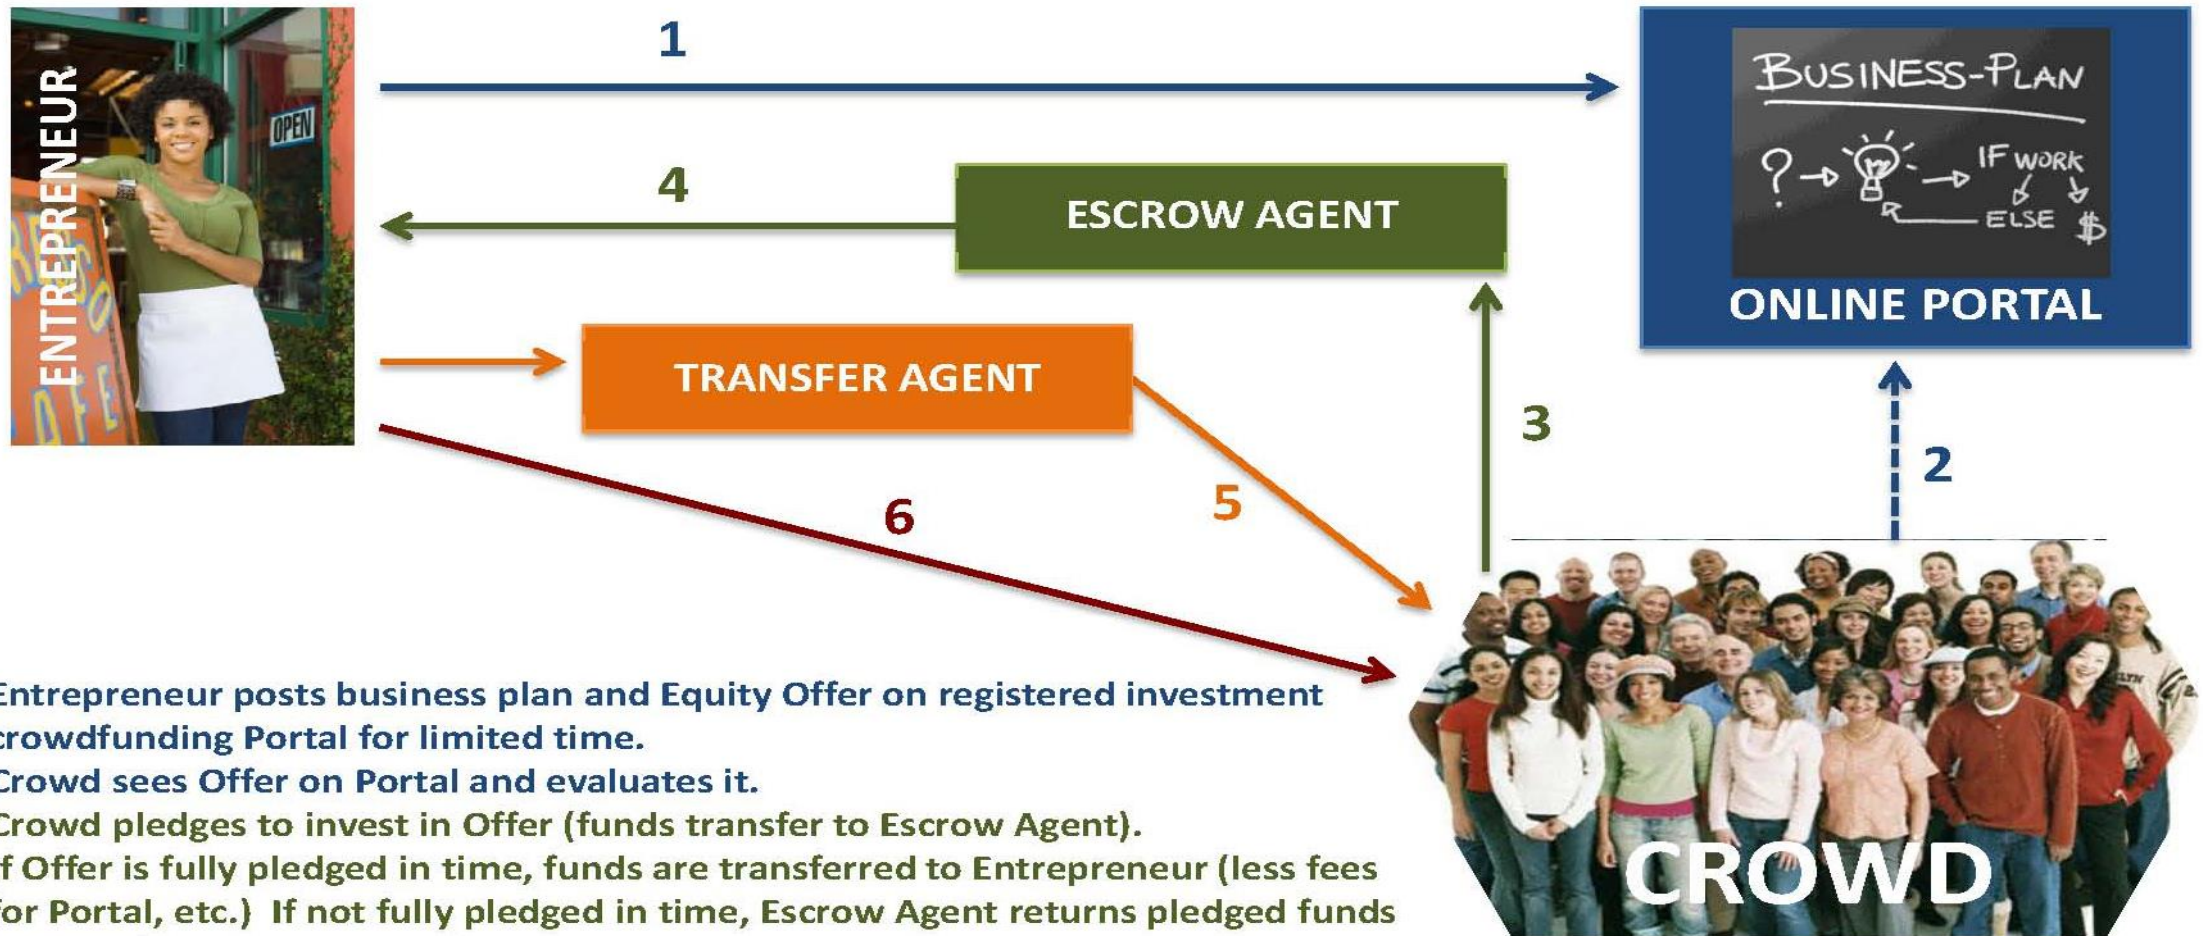 1
ENTREPRENEUR
OPEN
BUSINESS-PLAN
? IF WORK
ELSE $
ONLINE PORTAL
4
ESCROW AGENT
TRANSFER AGENT
3
2
5
6
Entrepreneur posts business plan and Equity Offer on registered investment
crowdfunding Portal for limited time.
Crowd sees Offer on Portal and evaluates it.
Crowd pledges to invest in Offer (funds transfer to Escrow Agent).
If Offer is fully pledged in time, funds are transferred to Entrepreneur (less fees
for Portal, etc.) If not fully pledged in time, Escrow Agent returns pledged funds
CROWD